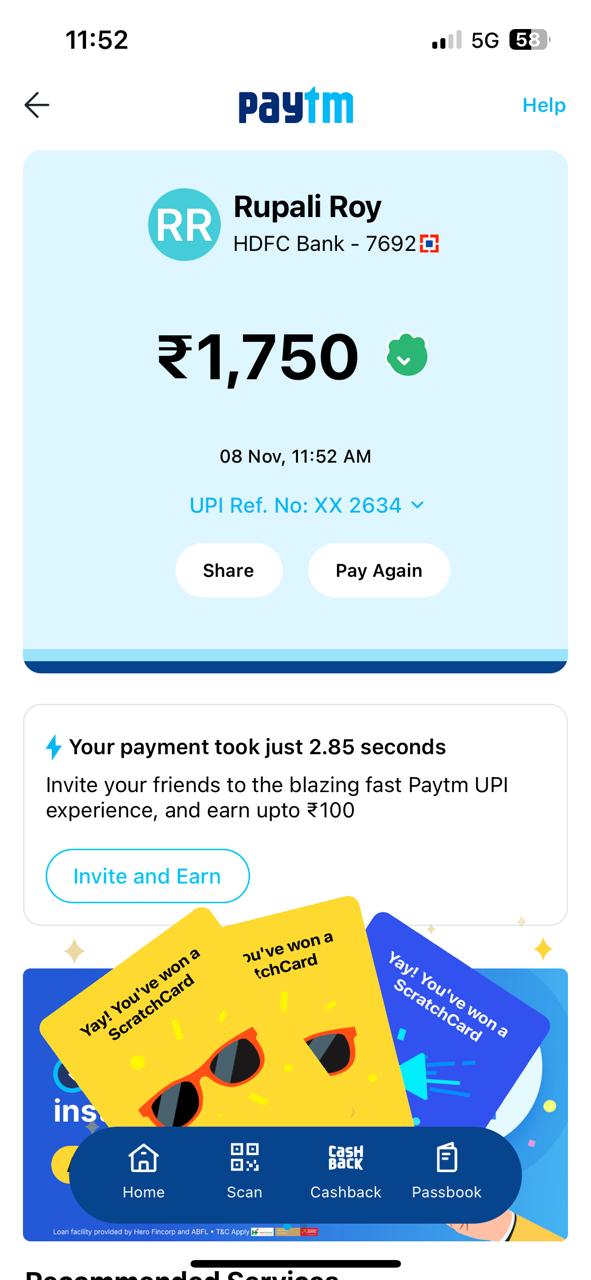 11:52
5G 58
paytm
Help
RR
Rupali Roy
HDFC Bank - 7692
₹1,750
08 Nov, 11:52 AM
UPI Ref. No: XX 2634
Share
Pay Again
Your payment took just 2.85 seconds
Invite your friends to the blazing fast Paytm UPI
experience, and earn upto ₹100
Invite and Earn
Yay! You've won a
ScratchCard
ou've won a
tchCard
Yay! You've won a
ScratchCard
ins
Home
Scan
CASH
BACK
Cashback
Passbook
Loan facility provided by Hero Fincorp and ABFL • T&C Apply
Recommended Services